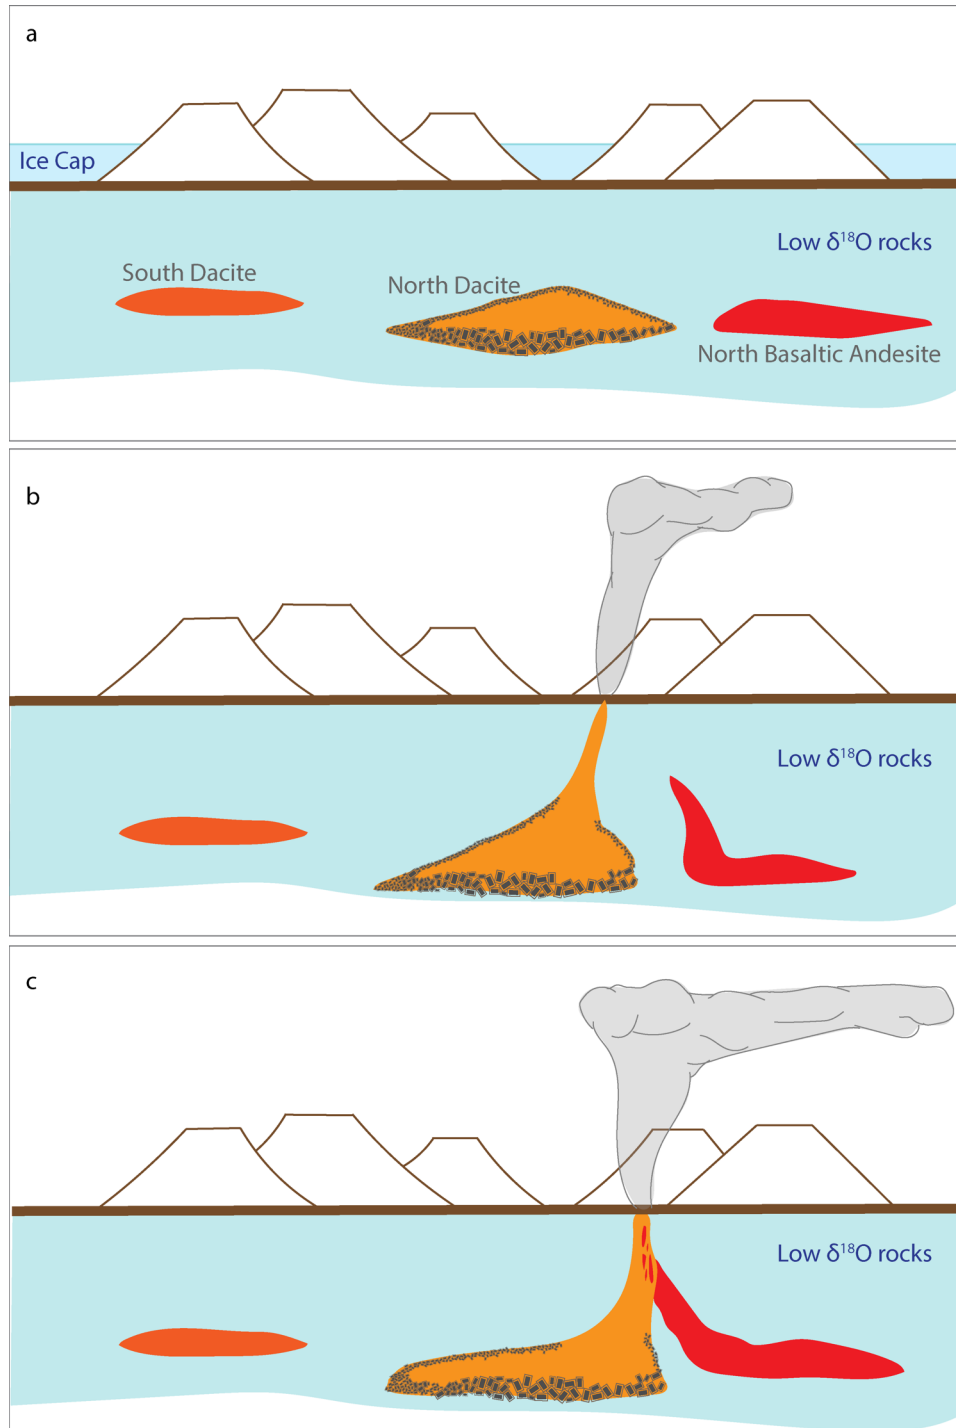 a
Ice Cap
Low δ¹⁸O rocks
South Dacite
North Dacite
North Basaltic Andesite
b
Low δ¹⁸O rocks
c
Low δ¹⁸O rocks